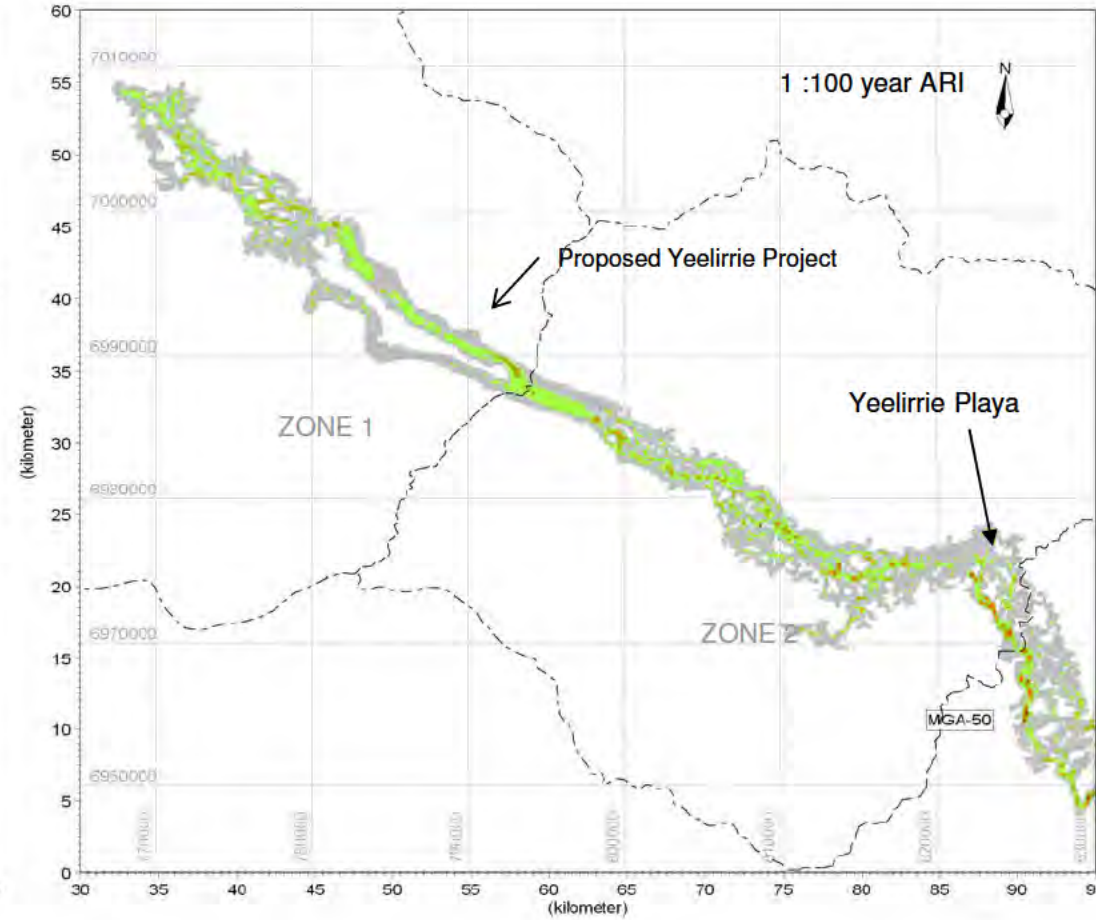 60
55
50
45
40
35
30
25
20
15
10
5
0
(kilometer)
7010000
7000000
6990000
6980000
6970000
1 :100 year ARI
N
Proposed Yeelirrie Project
ZONE 1
Yeelirrie Playa
ZONE 2
MGA-50
30 35 40 45 50 55 60 65 70 75 80 85 90
(kilometer)